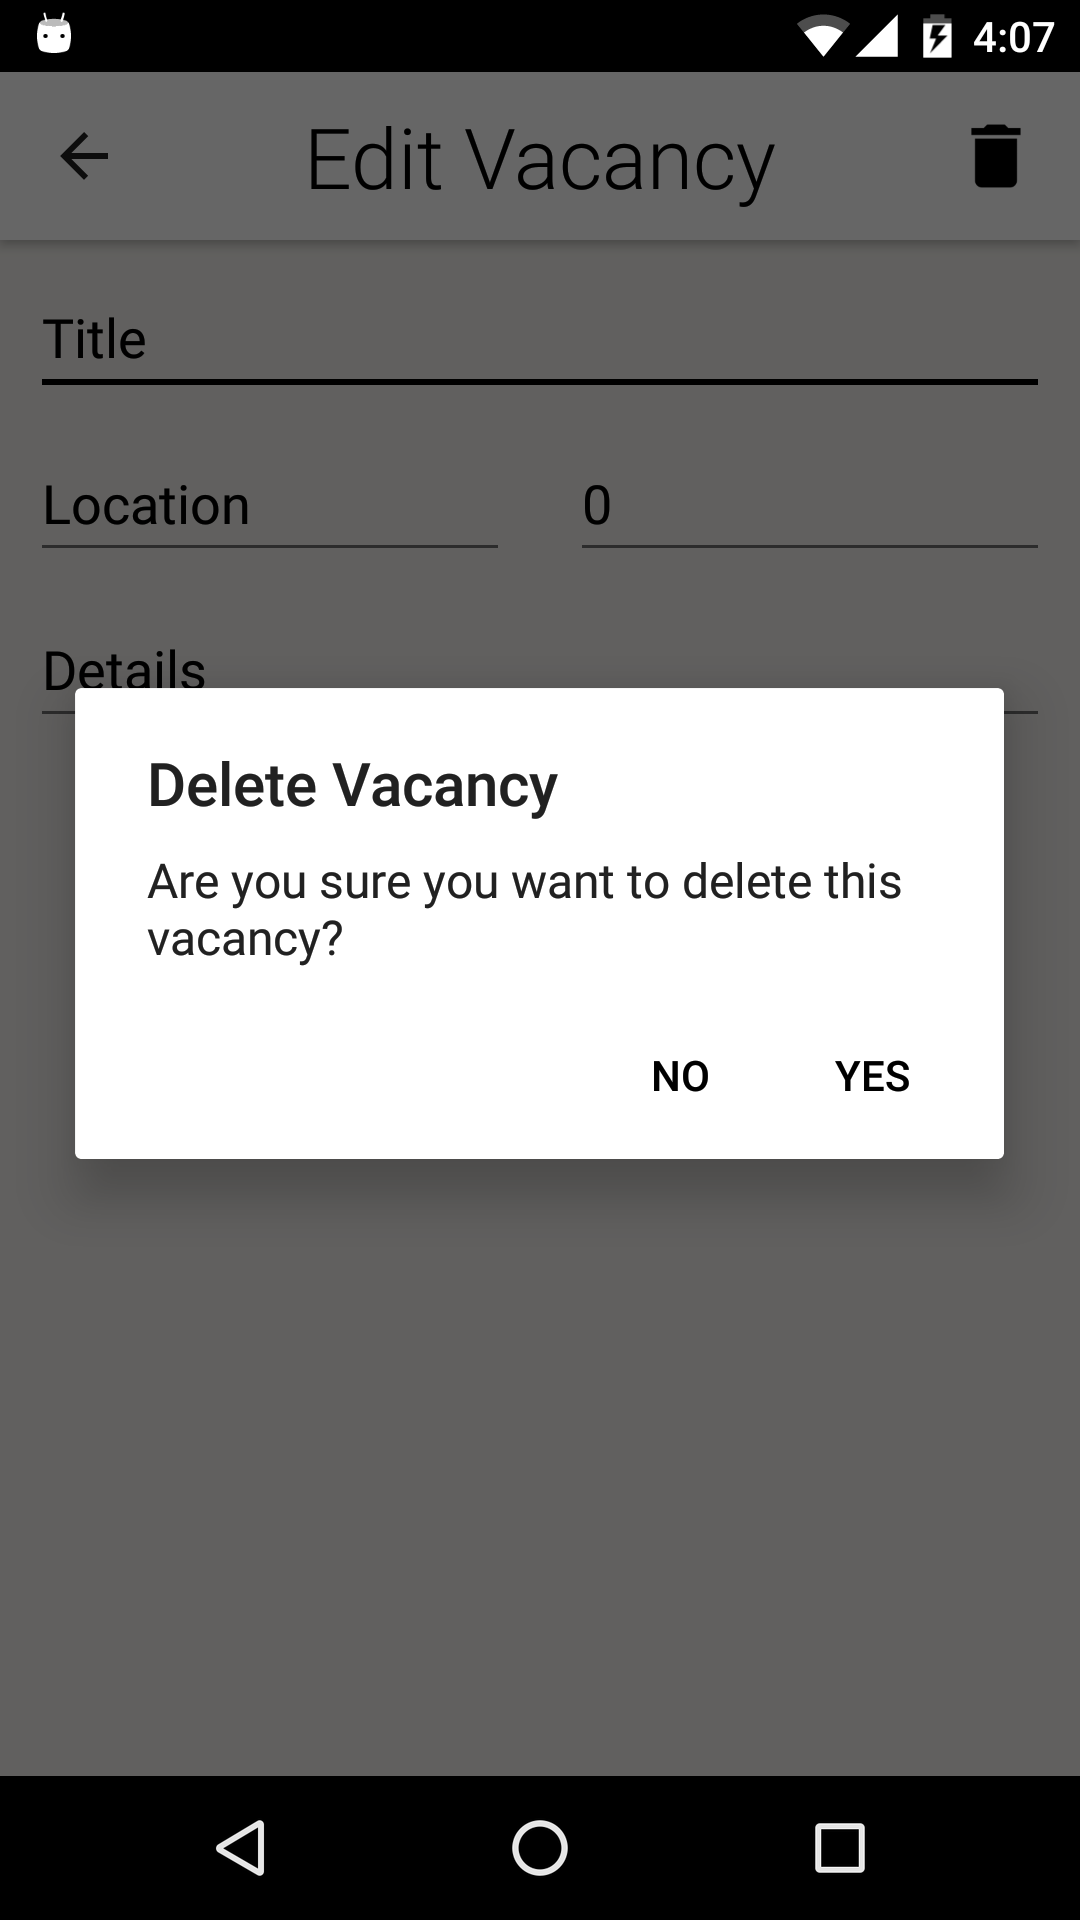 4:07
Edit Vacancy
Title
Location 0
Details
Delete Vacancy
Are you sure you want to delete this
vacancy?
NO YES